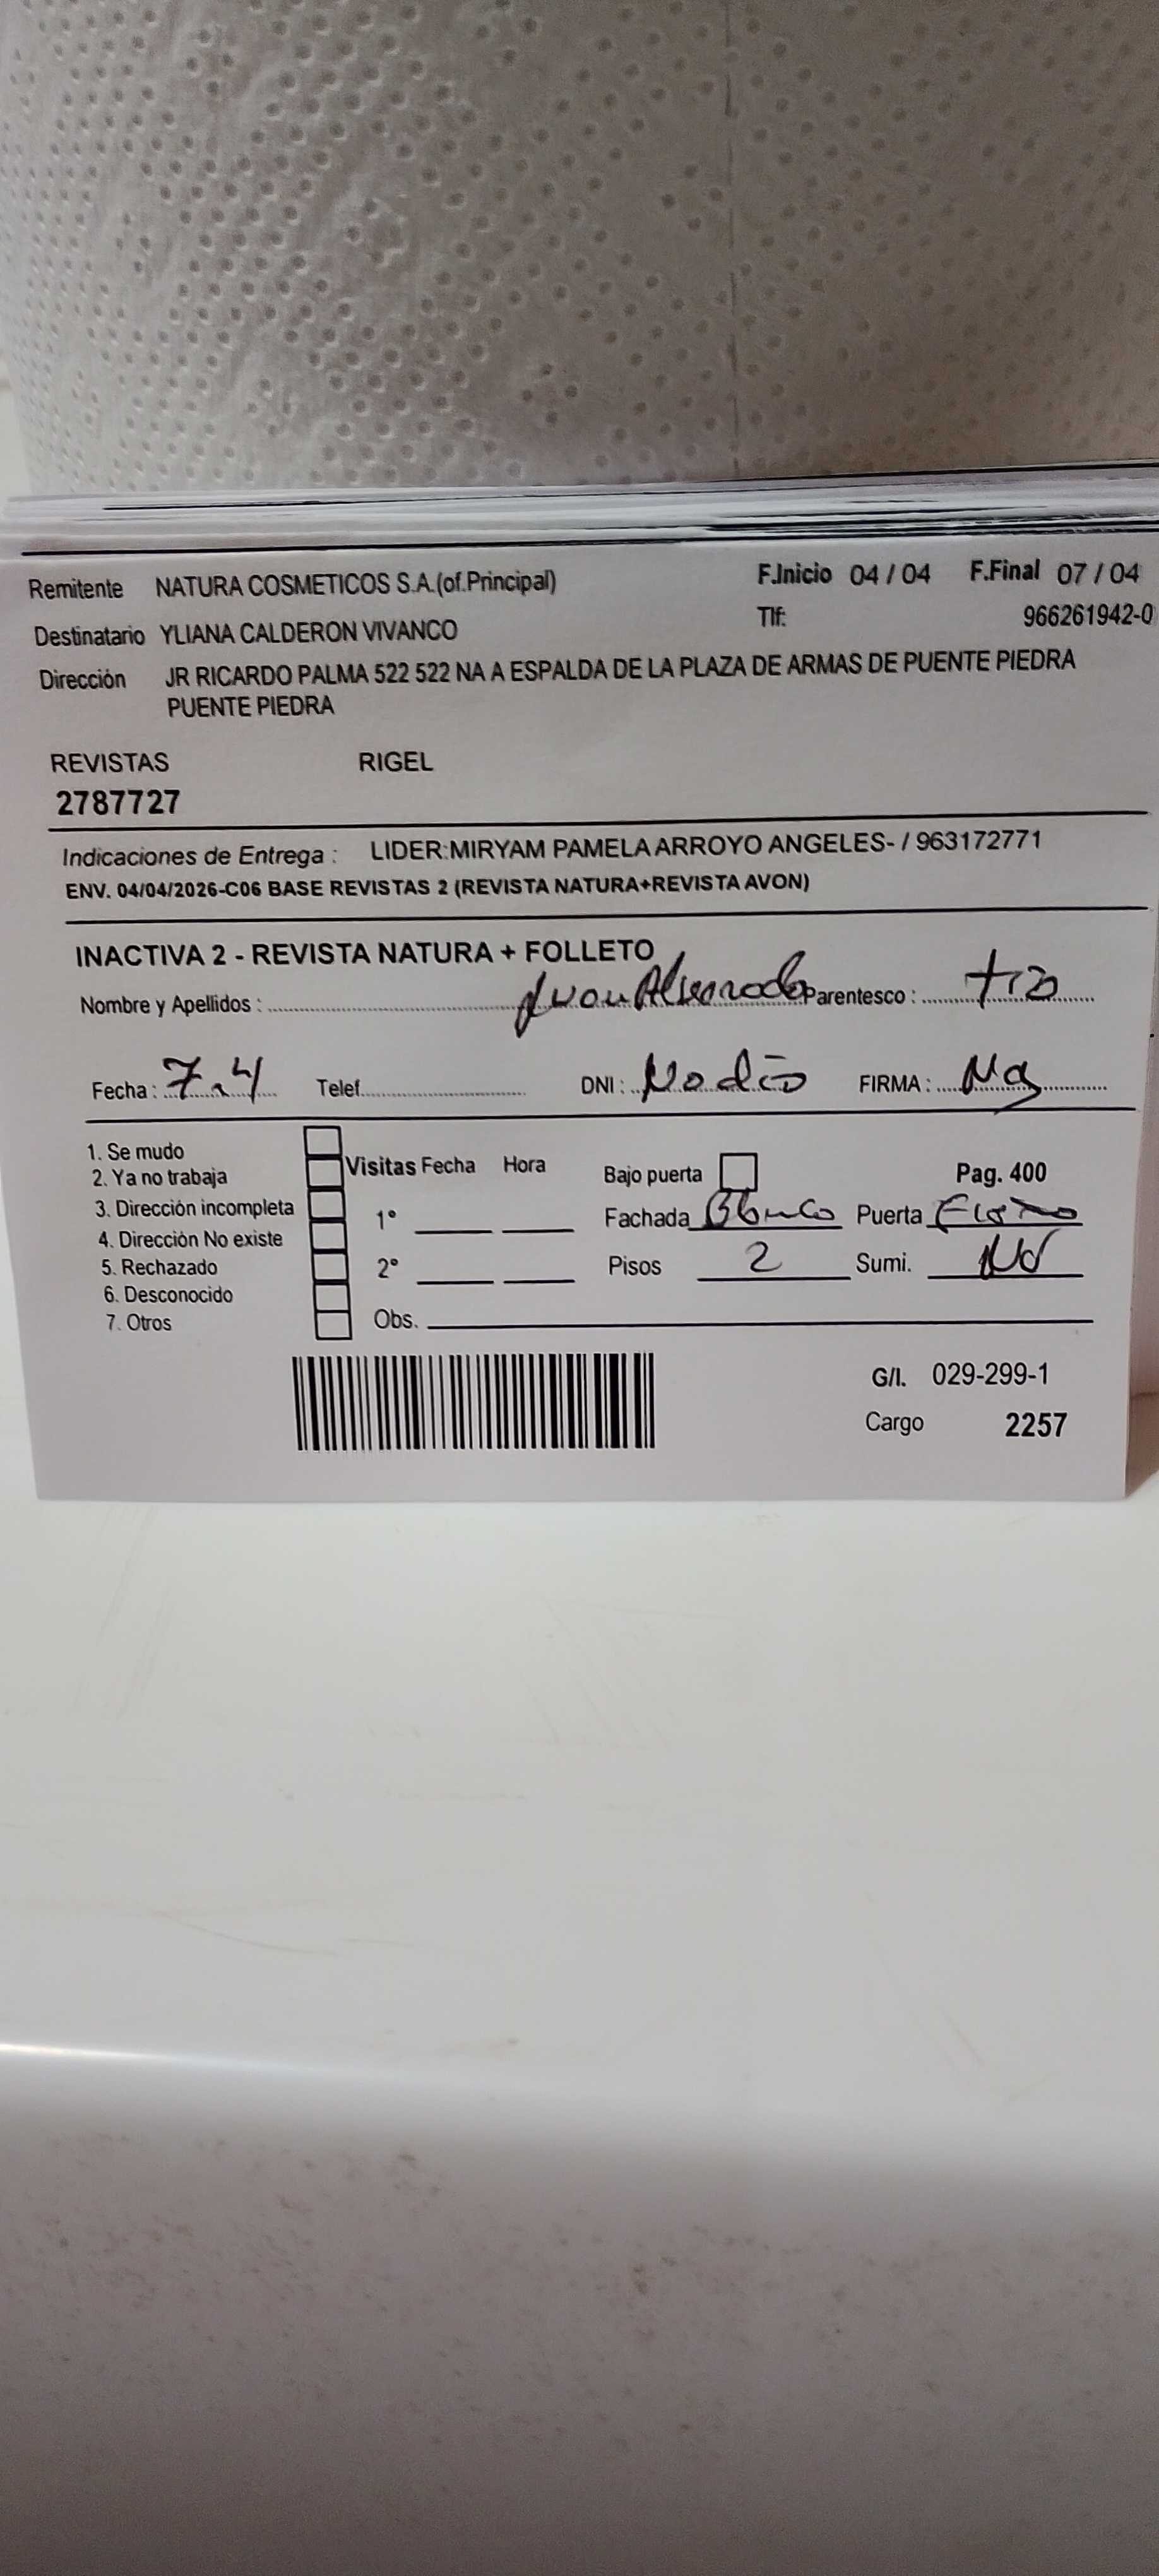 Remitente NATURA COSMETICOS S.A.(of.Principal) F.Inicio 04 / 04 F.Final 07 / 04
Destinatario YLIANA CALDERON VIVANCO Tlf: 966261942-0
Dirección JR RICARDO PALMA 522 522 NA A ESPALDA DE LA PLAZA DE ARMAS DE PUENTE PIEDRA
PUENTE PIEDRA
REVISTAS RIGEL
2787727
Indicaciones de Entrega : LIDER:MIRYAM PAMELA ARROYO ANGELES- / 963172771
ENV. 04/04/2026-C06 BASE REVISTAS 2 (REVISTA NATURA+REVISTA AVON)
INACTIVA 2 - REVISTA NATURA + FOLLETO
Nombre y Apellidos : Juan Alvarado Parentesco :
Fecha : 7.4 Telef. DNI : No dio FIRMA :
1. Se mudo
2. Ya no trabaja
3. Dirección incompleta
4. Dirección No existe
5. Rechazado
6. Desconocido
7. Otros
Visitas Fecha Hora
1°
2°
Obs.
Bajo puerta Pag. 400
Fachada Blanco Puerta
Pisos 2 Sumi.
G/I. 029-299-1
Cargo 2257